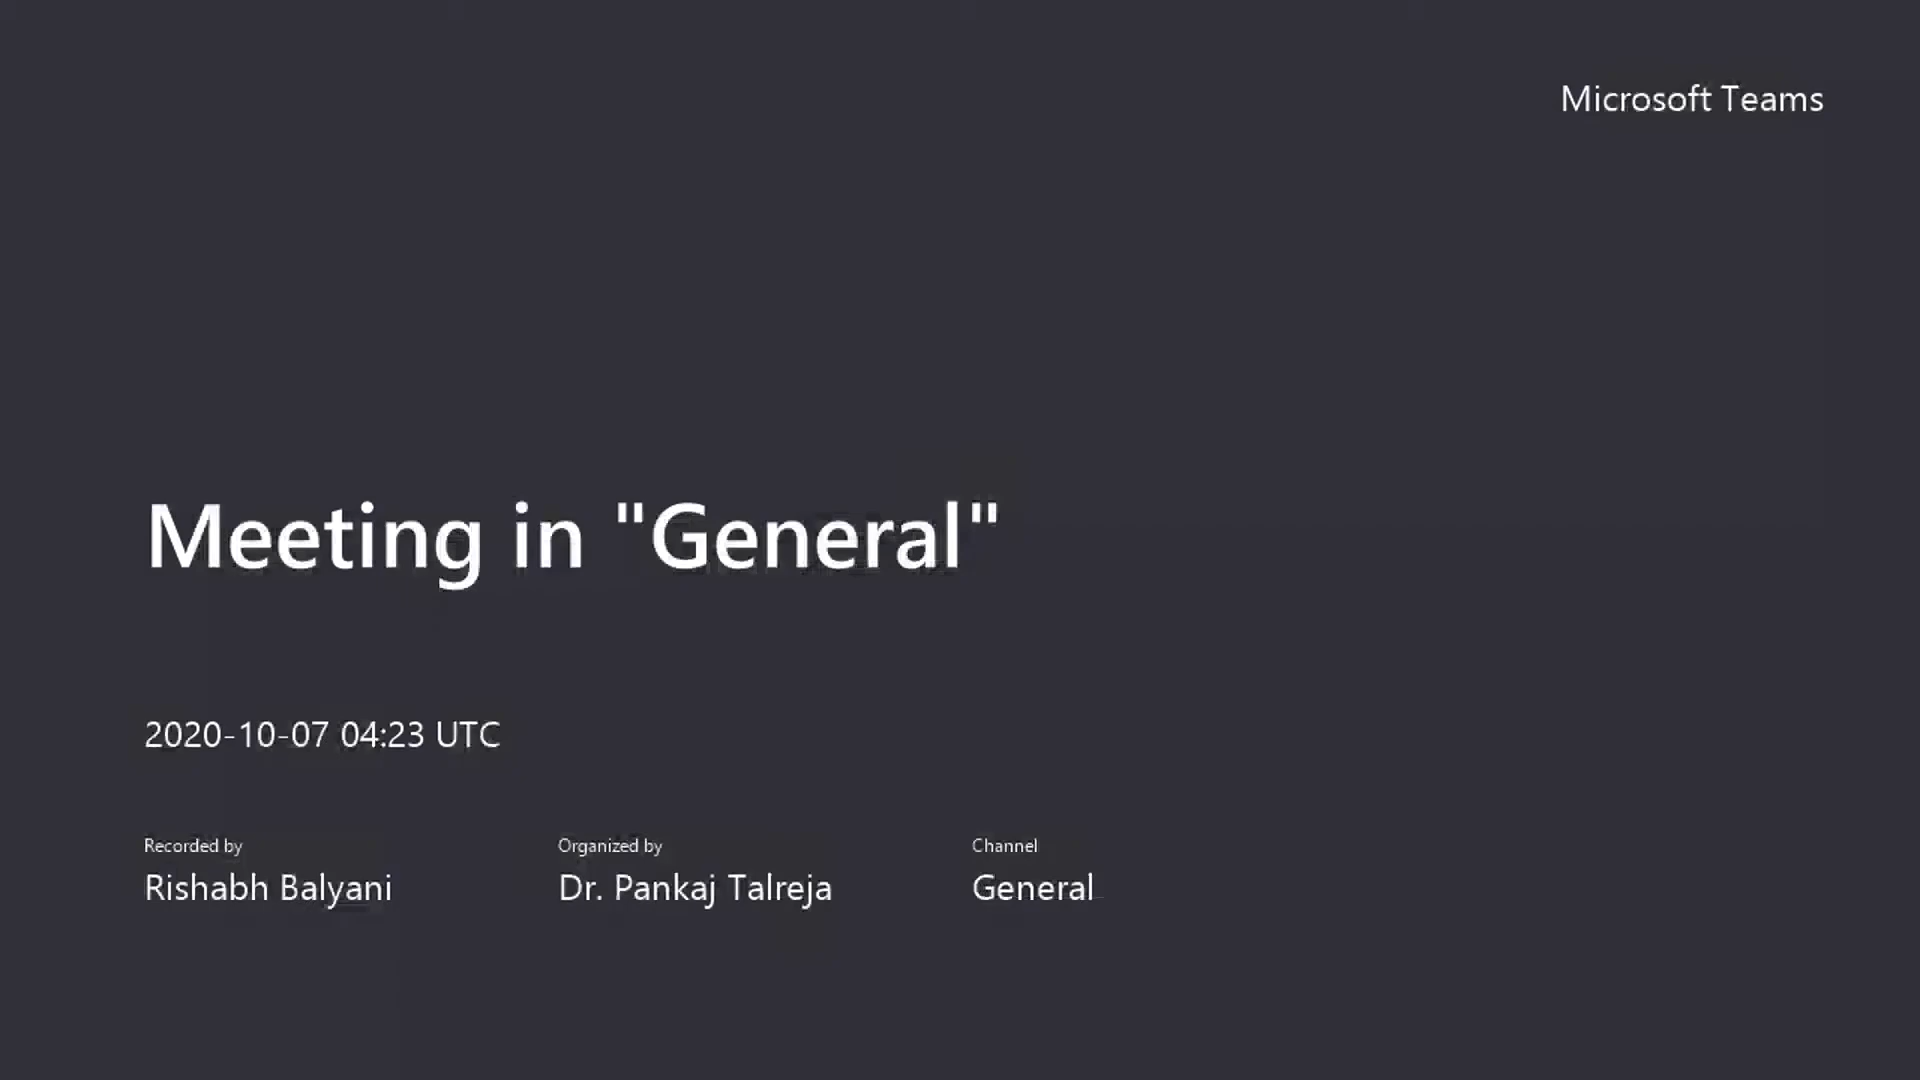 Microsoft Teams
Meeting in "General"
2020-10-07 04:23 UTC
Recorded by Organized by Channel
Rishabh Balyani Dr. Pankaj Talreja General